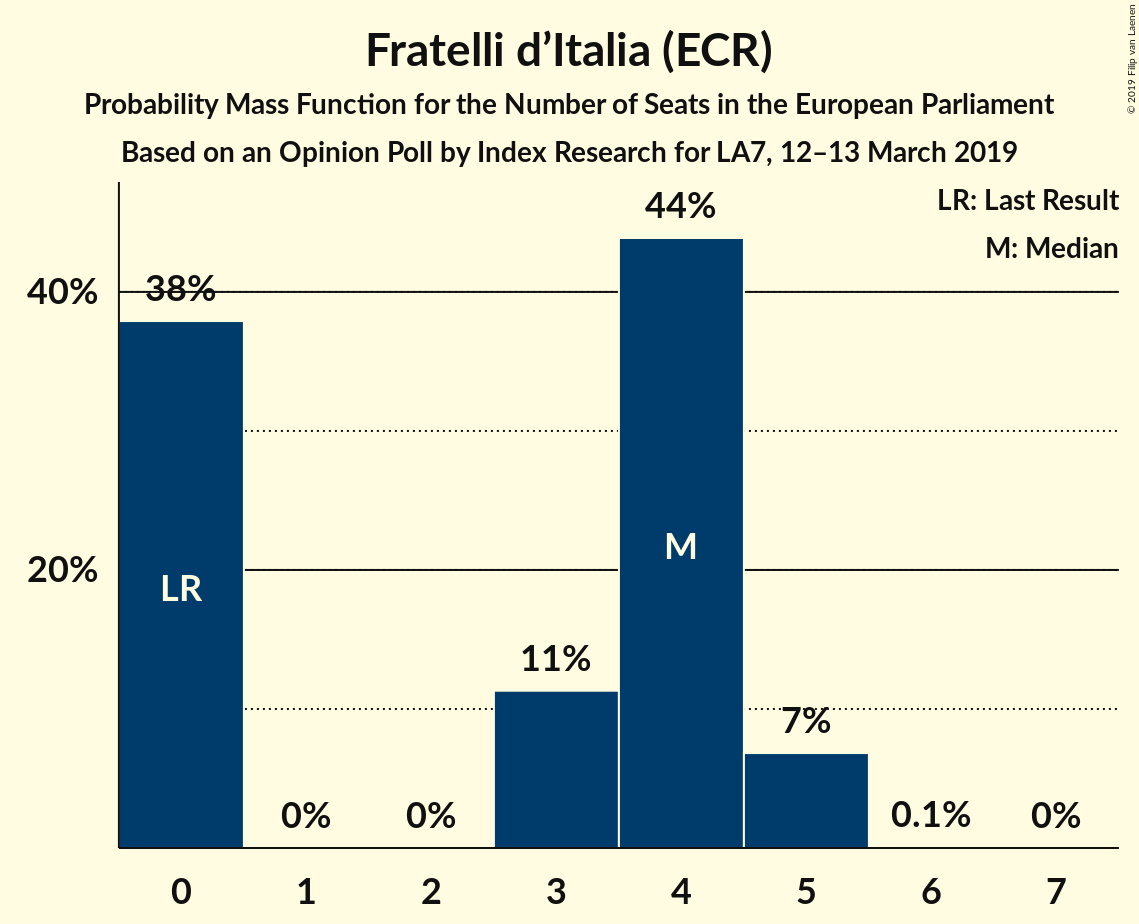 Fratelli d’Italia (ECR)
Probability Mass Function for the Number of Seats in the European Parliament
Based on an Opinion Poll by Index Research for LA7, 12–13 March 2019
© 2019 Filip van Laenen
LR: Last Result
M: Median
40%
20%
38%
0%
0%
11%
44%
7%
0.1%
0%
LR
M
0 1 2 3 4 5 6 7